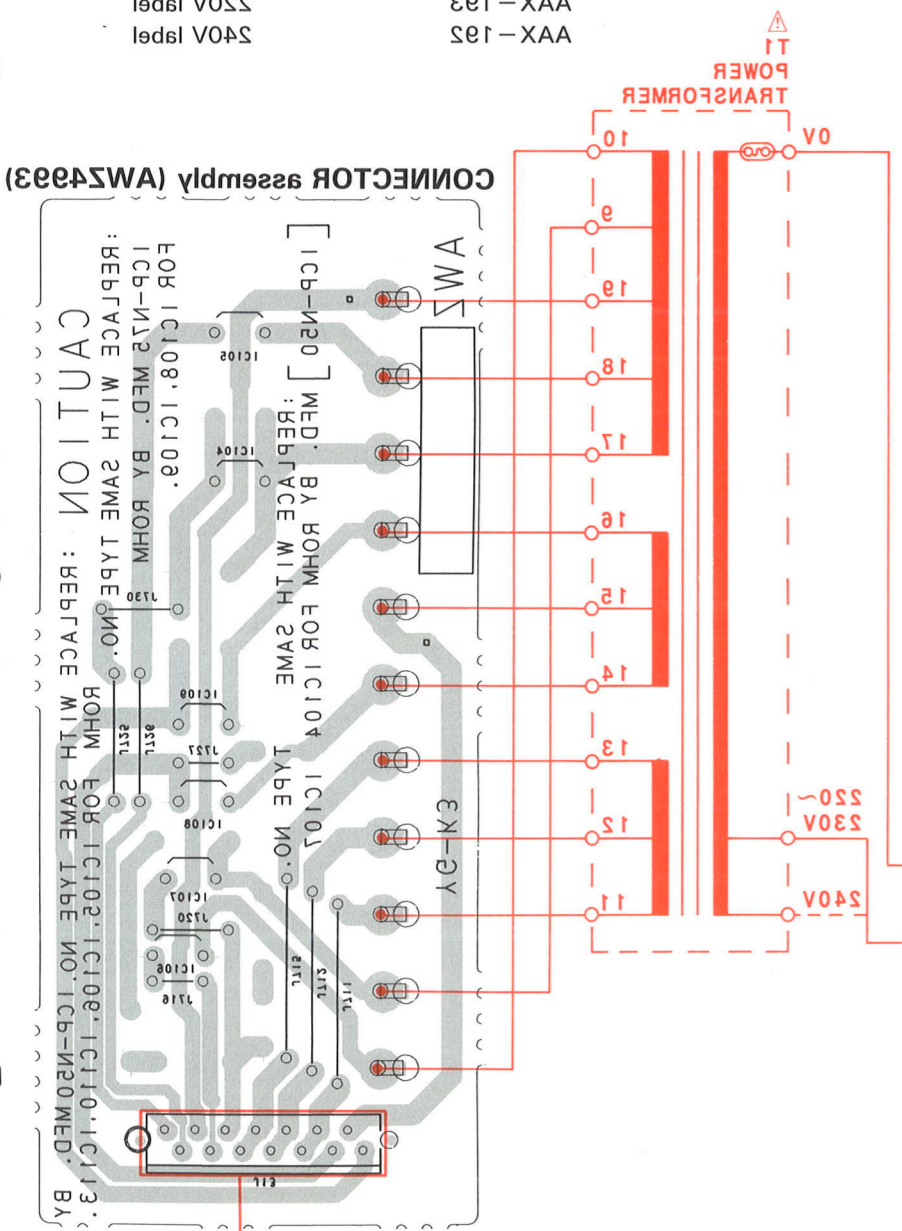 AAX−193 220V label
AAX−192 240V label
T1
POWER
TRANSFORMER
CONNECTOR assembly (AWZ4993)
0V
220~
230V
240V
10
9
19
18
17
16
15
14
13
12
11
AWZ
YG-K3
[ICP-N50] MFD. BY ROHM FOR IC104 IC107
REPLACE WITH SAME TYPE NO.
REPLACE WITH SAME TYPE NO.
ICP-N75 MFD. BY ROHM
FOR IC108,IC109.
CAUTION : REPLACE WITH SAME TYPE NO.ICP-N50 MFD. BY
ROHM FOR IC105,IC106,IC110,IC113.
IC105
IC104
J730
IC109
J725
J726
J727
IC108
IC107
J720
IC106
J716
J715
J712
J711